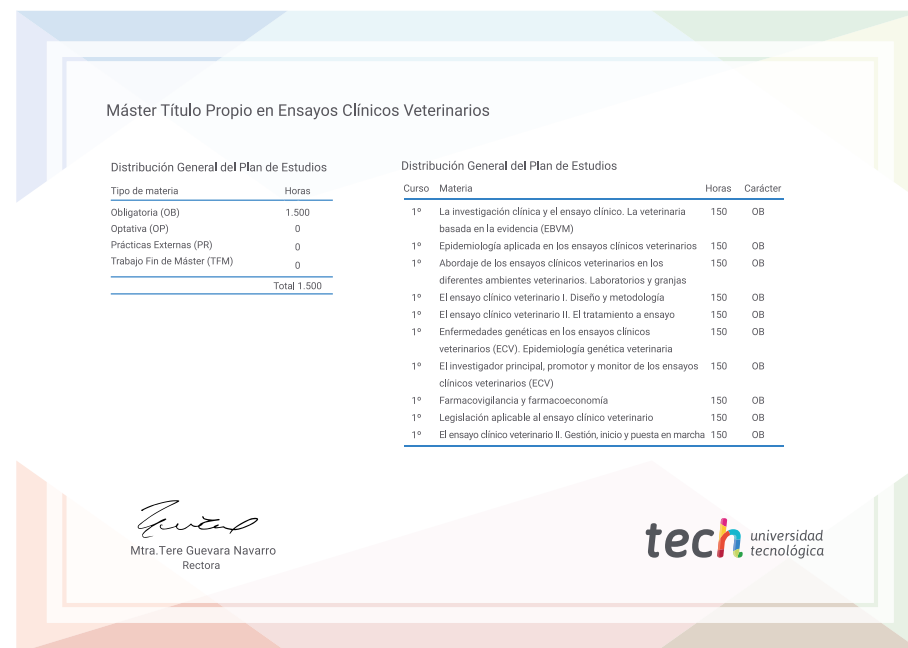 Máster Título Propio en Ensayos Clínicos Veterinarios
Distribución General del Plan de Estudios
Tipo de materia Horas
Obligatoria (OB) 1.500
Optativa (OP) 0
Prácticas Externas (PR) 0
Trabajo Fin de Máster (TFM) 0
Total 1.500
Distribución General del Plan de Estudios
Curso Materia Horas Carácter
1º La investigación clínica y el ensayo clínico. La veterinaria 150 OB
basada en la evidencia (EBVM)
1º Epidemiología aplicada en los ensayos clínicos veterinarios 150 OB
1º Abordaje de los ensayos clínicos veterinarios en los 150 OB
diferentes ambientes veterinarios. Laboratorios y granjas
1º El ensayo clínico veterinario I. Diseño y metodología 150 OB
1º El ensayo clínico veterinario II. El tratamiento a ensayo 150 OB
1º Enfermedades genéticas en los ensayos clínicos 150 OB
veterinarios (ECV). Epidemiología genética veterinaria
1º El investigador principal, promotor y monitor de los ensayos 150 OB
clínicos veterinarios (ECV)
1º Farmacovigilancia y farmacoeconomía 150 OB
1º Legislación aplicable al ensayo clínico veterinario 150 OB
1º El ensayo clínico veterinario II. Gestión, inicio y puesta en marcha 150 OB
Mtra.Tere Guevara Navarro
Rectora
tech universidad
tecnológica